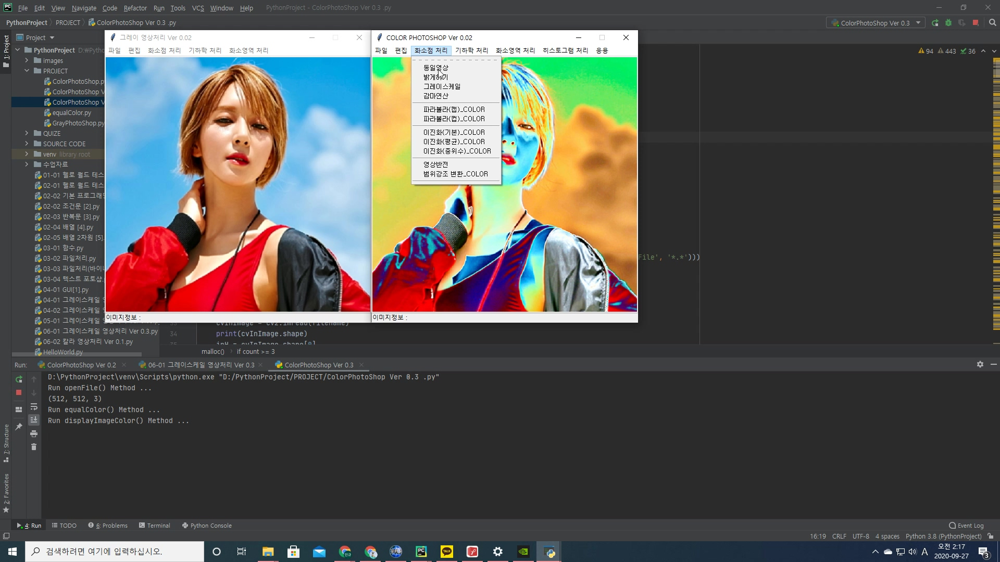 PC File Edit View Navigate Code Refactor Run Tools VCS Window Help PythonProject - ColorPhotoShop Ver 0.3 .py
PythonProject PROJECT ColorPhotoShop Ver 0.3 .py ColorPhotoShop Ver 0.3
1: Project
Project
PythonProject D:₩Pytho
images
PROJECT
ColorPhotoShop.p
ColorPhotoShop V
ColorPhotoShop V
equalColor.py
GrayPhotoShop.py
QUIZE
SOURCE CODE
venv library root
수업자료
01-01 헬로 월드 테스
02-01 헬로 월드 테스
02-02 기본 프로그래밍
02-02 조건문 [2].py
02-03 반복문 [3].py
02-04 배열 [4].py
02-05 배열 2차원 [5].
03-01 함수.py
03-02 파일처리.py
03-03 파일처리(바이너
03-04 텍스트 포토샵.
04-01 GUI[1].py
04-01 그레이스케일
04-02 그레이스케일
05-01 그레이스케일
06-01 그레이스케일 영상처리 Ver 0.3.py
06-02 칼라 영상처리 Ver 0.1.py
HelloWorld.py
그레이 영상처리 Ver 0.02
파일 편집 화소점 처리 기하학 처리 화소영역 처리
이미지정보 :
COLOR PHOTOSHOP Ver 0.02
파일 편집 화소점 처리 기하학 처리 화소영역 처리 히스토그램 처리 응용
동일영상
밝게하기
그레이스케일
감마연산
파라볼라(캡)_COLOR
파라볼라(컵)_COLOR
이진화(기본)_COLOR
이진화(평균)_COLOR
이진화(중위수)_COLOR
영상반전
범위강조 변환_COLOR
이미지정보 :
94 443 36
File', '*.*')))
33 cvInImage = cv2.imread(filename)
34 print(cvInImage.shape)
35 inH = cvInImage.shape[0]
malloc() if count >= 3
Run: ColorPhotoShop Ver 0.2 06-01 그레이스케일 영상처리 Ver 0.3 ColorPhotoShop Ver 0.3
D:\PythonProject\venv\Scripts\python.exe "D:/PythonProject/PROJECT/ColorPhotoShop Ver 0.3 .py"
Run openFile() Method ...
(512, 512, 3)
Run equalColor() Method ...
Run displayImageColor() Method ...
7: Structure
2: Favorites
4: Run TODO 6: Problems Terminal Python Console Event Log
16:19 CRLF UTF-8 4 spaces Python 3.8 (PythonProject)
검색하려면 여기에 입력하십시오.
PC
TALK
A
오전 2:17
2020-09-27
3